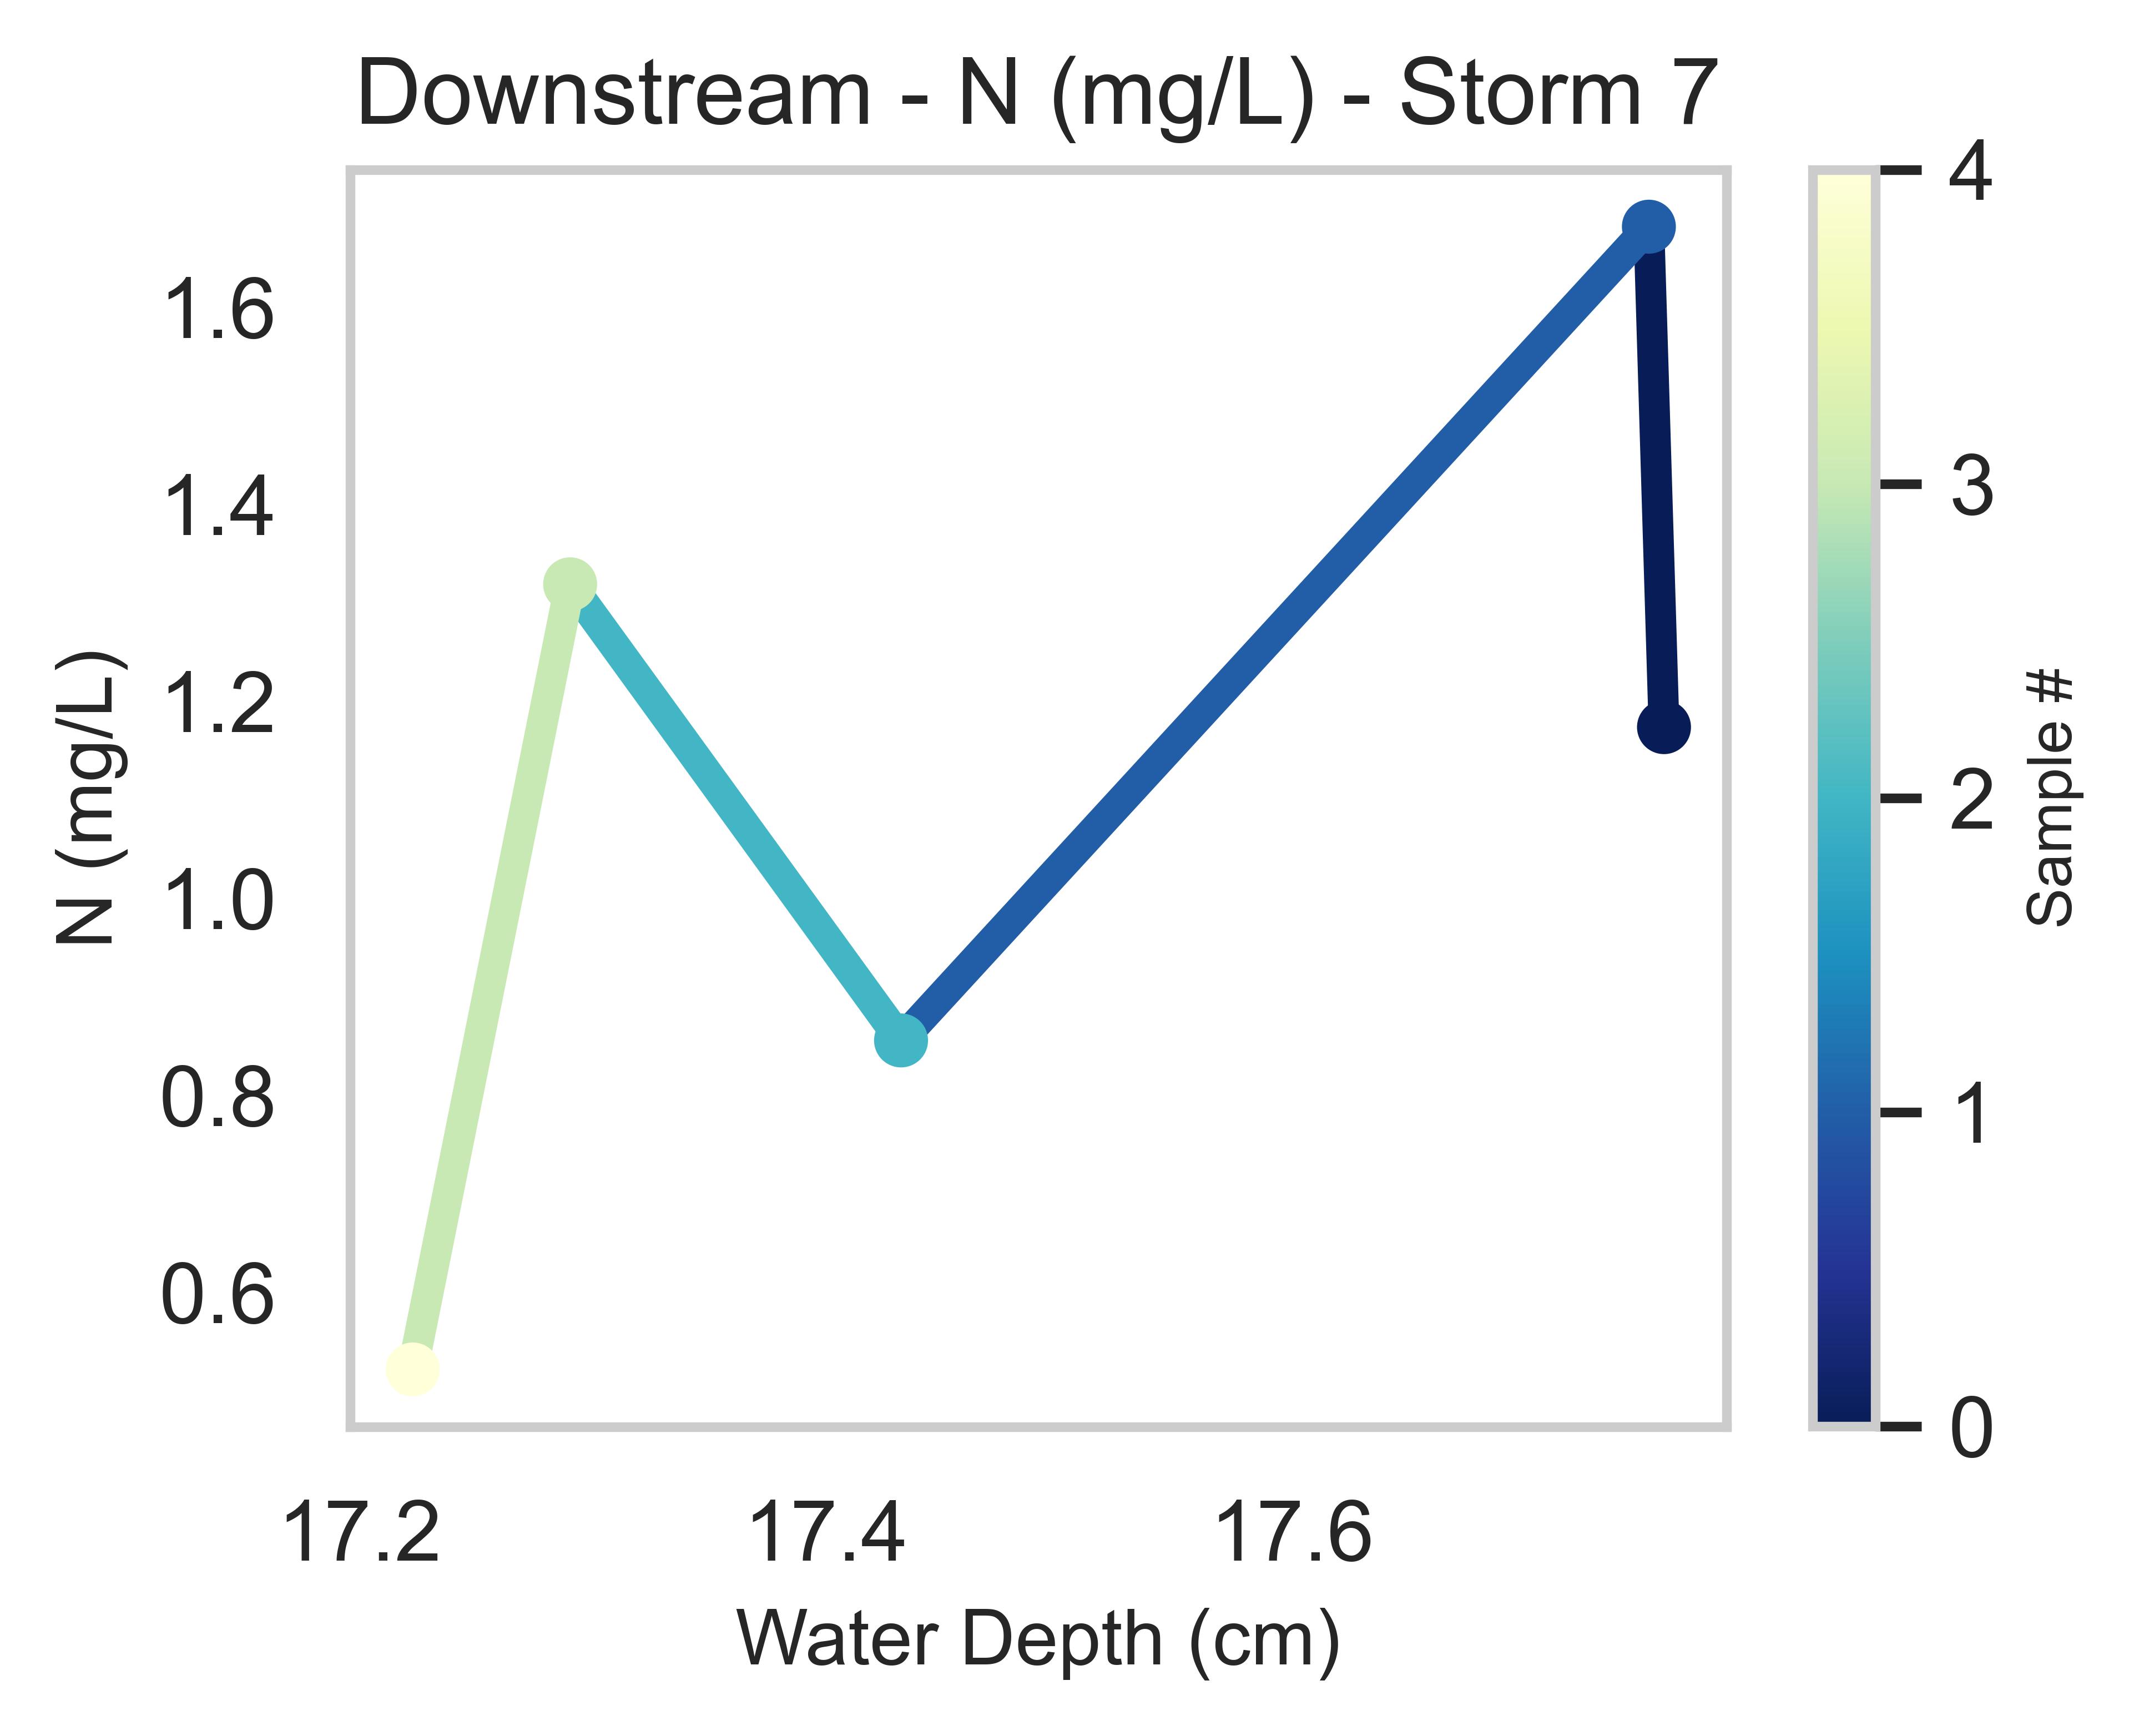 Downstream - N (mg/L) - Storm 7
1.6
1.4
1.2
1.0
0.8
0.6
N (mg/L)
17.2 17.4 17.6
Water Depth (cm)
4
3
2
1
0
Sample #